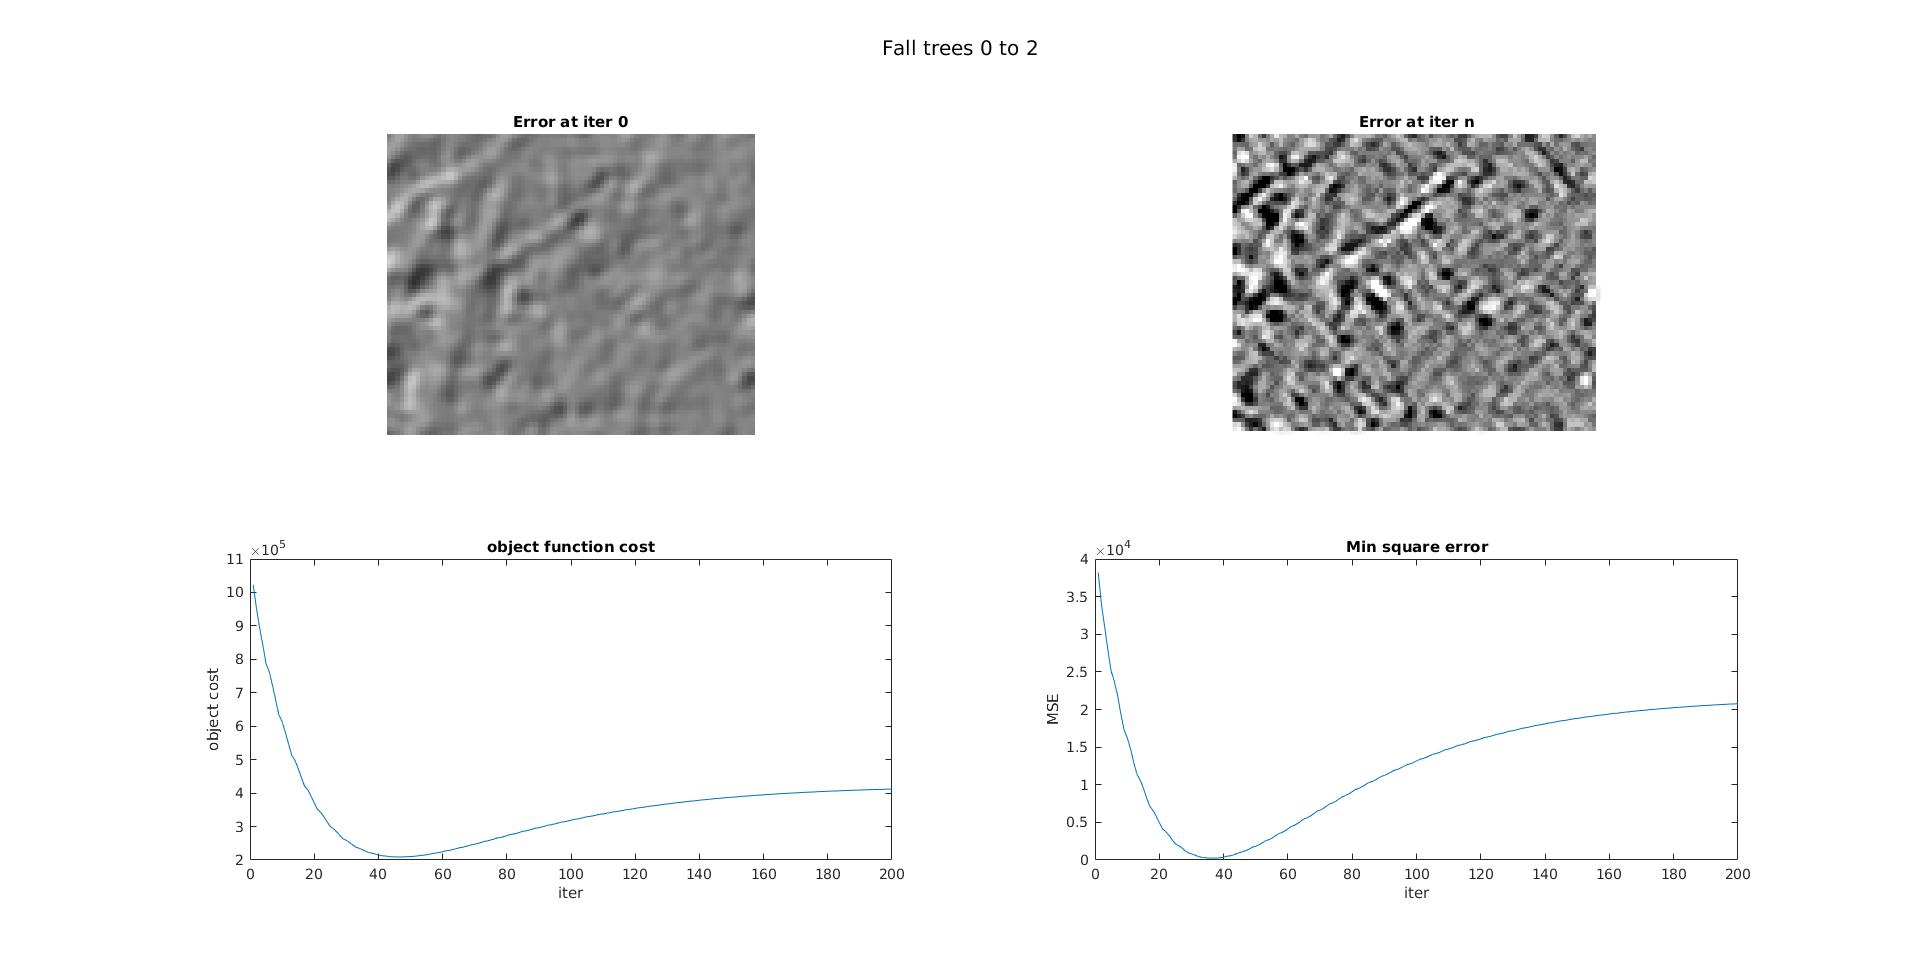 Fall trees 0 to 2
Error at iter 0
Error at iter n
object function cost
×10^5
11
10
9
8
7
6
5
4
3
2
object cost
0 20 40 60 80 100 120 140 160 180 200
iter
Min square error
×10^4
4
3.5
3
2.5
2
1.5
1
0.5
0
MSE
0 20 40 60 80 100 120 140 160 180 200
iter